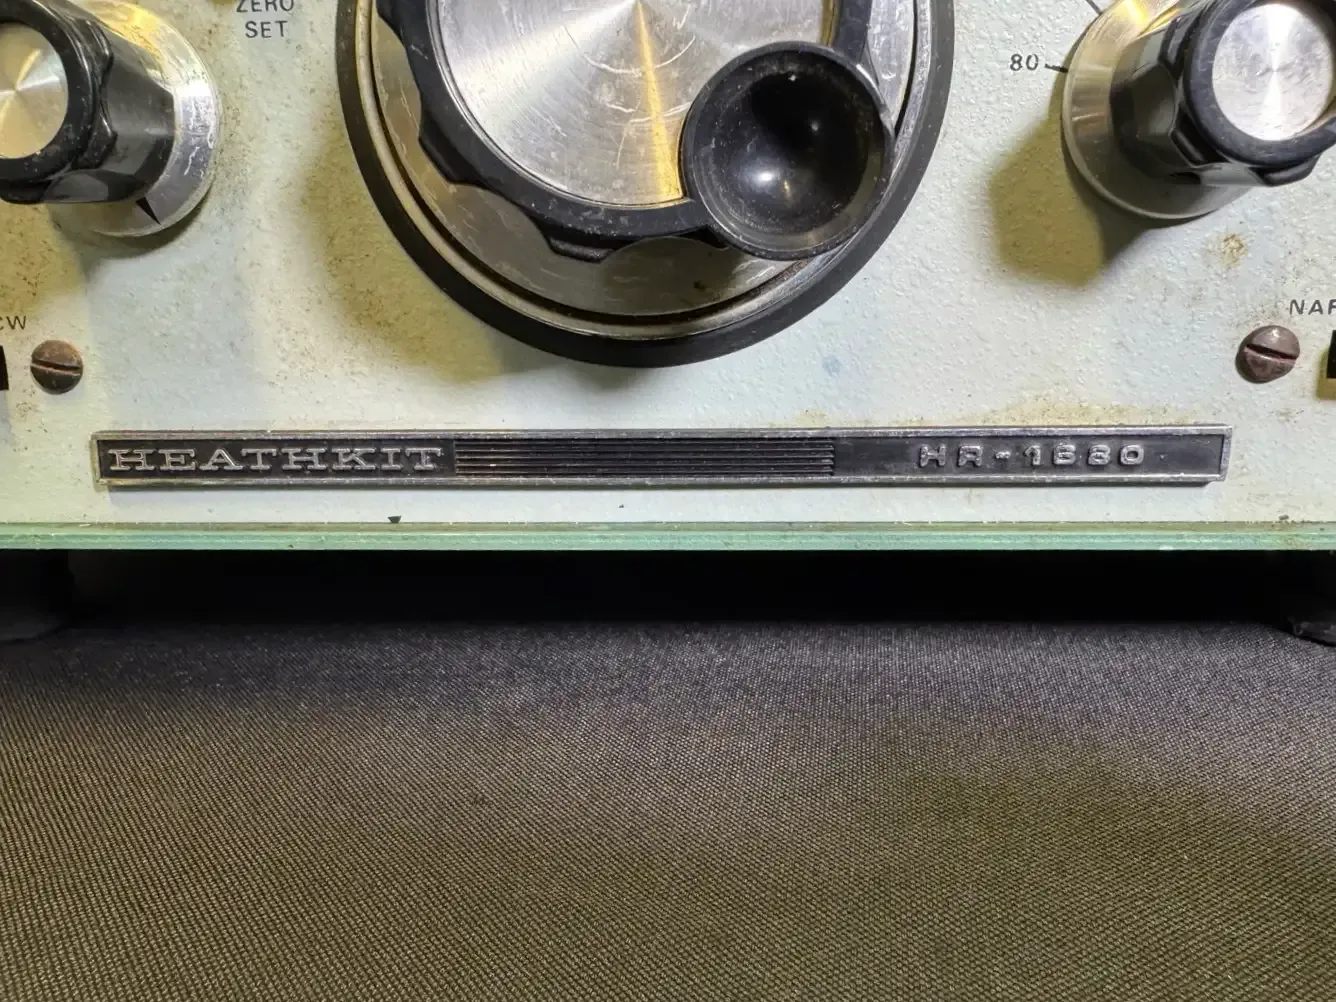 ZERO
SET
80
CW
NAR
HEATHKIT
HR-1680